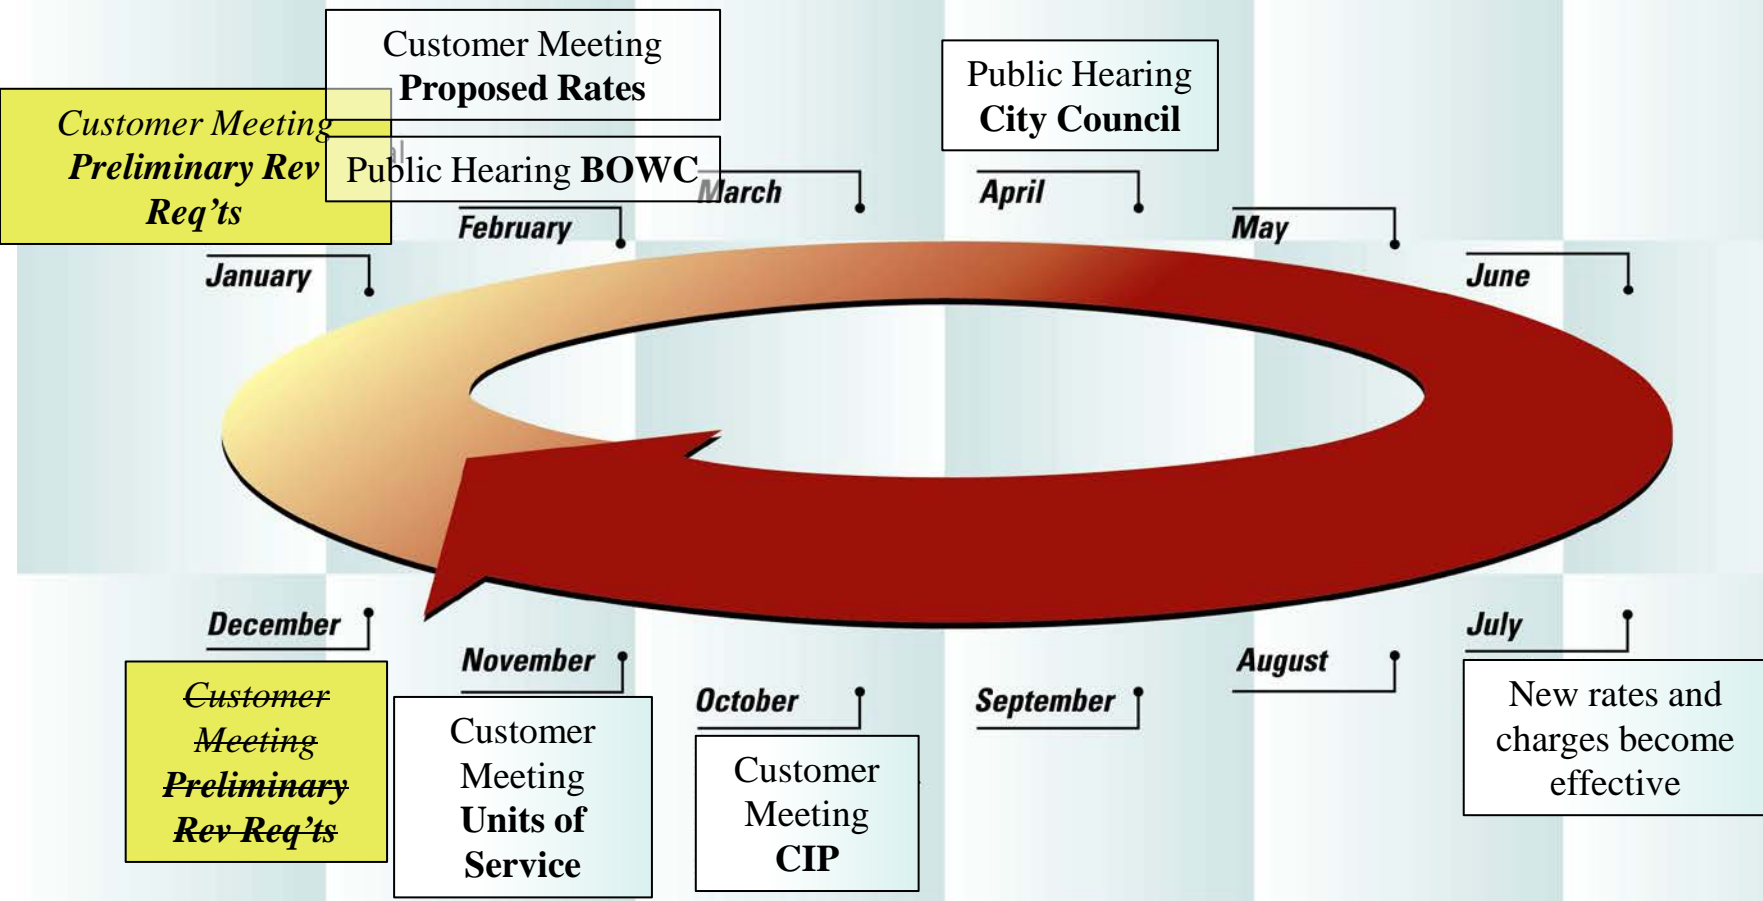 Customer Meeting
Proposed Rates
Public Hearing
City Council
Customer Meeting
Preliminary Rev
Req'ts
Public Hearing BOWC
March
April
February
May
January
June
December
July
November
August
October
September
Customer
Meeting
Preliminary
Rev Req'ts
Customer
Meeting
Units of
Service
Customer
Meeting
CIP
New rates and
charges become
effective